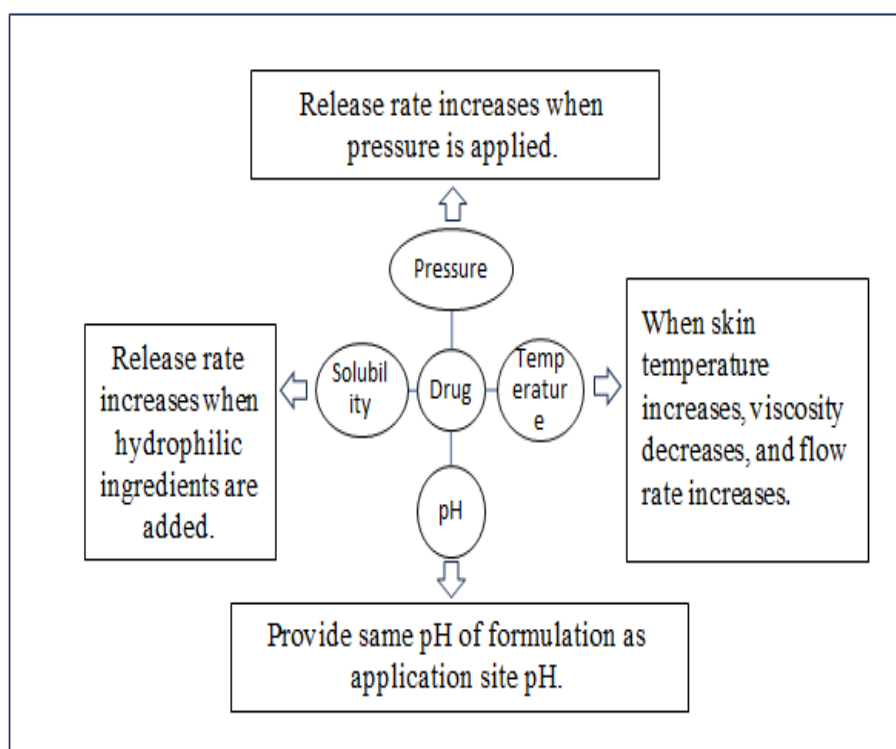 Release rate increases when
pressure is applied.
Pressure
Release rate
increases when
hydrophilic
ingredients are
added.
Solubil
ity
Drug
Temp
eratur
e
When skin
temperature
increases, viscosity
decreases, and flow
rate increases.
pH
Provide same pH of formulation as
application site pH.